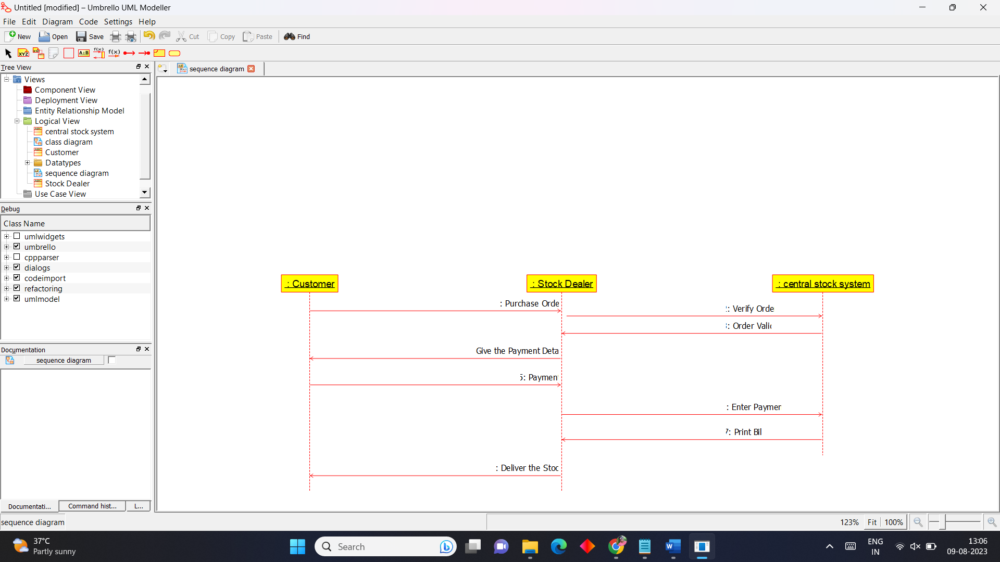 Untitled [modified] – Umbrello UML Modeller
File Edit Diagram Code Settings Help
New Open Save Cut Copy Paste Find
XYZ A:B f(x) f(x)
Tree View
sequence diagram
Views
Component View
Deployment View
Entity Relationship Model
Logical View
central stock system
class diagram
Customer
Datatypes
sequence diagram
Stock Dealer
Use Case View
Debug
Class Name
umlwidgets
umbrello
cppparser
dialogs
codeimport
refactoring
umlmodel
Documentation
sequence diagram
Documentati... Command hist... L...
: Customer
: Stock Dealer
: central stock system
: Purchase Orde
: Verify Orde
: Order Valid
Give the Payment Deta
5: Payment
: Enter Paymer
7: Print Bil
: Deliver the Stoc
sequence diagram
123% Fit 100%
37°C
Partly sunny
Search
ENG
IN
13:06
09-08-2023